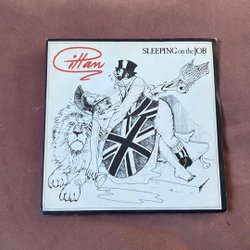 Gillan
SLEEPING on the JOB